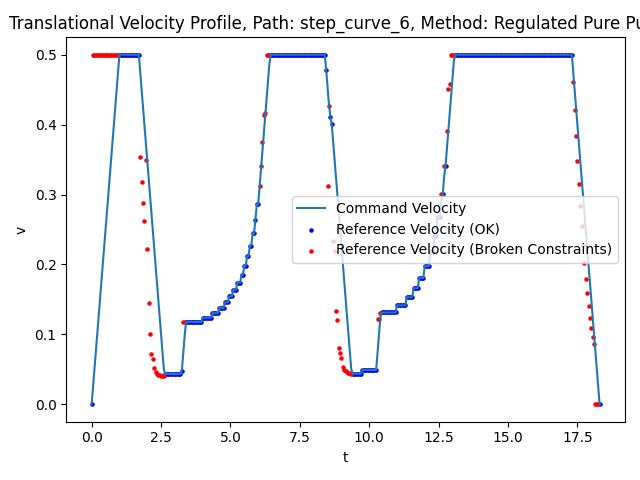 Translational Velocity Profile, Path: step_curve_6, Method: Regulated Pure
v
0.5
0.4
0.3
0.2
0.1
0.0
Command Velocity
Reference Velocity (OK)
Reference Velocity (Broken Constraints)
0.0 2.5 5.0 7.5 10.0 12.5 15.0 17.5
t